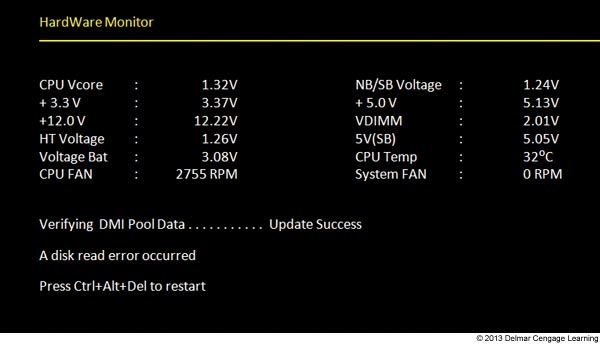 HardWare Monitor
CPU Vcore : 1.32V NB/SB Voltage : 1.24V
+ 3.3 V : 3.37V + 5.0 V : 5.13V
+12.0 V : 12.22V VDIMM : 2.01V
HT Voltage : 1.26V 5V(SB) : 5.05V
Voltage Bat : 3.08V CPU Temp : 32°C
CPU FAN : 2755 RPM System FAN : 0 RPM
Verifying DMI Pool Data . . . . . . . . . . . Update Success
A disk read error occurred
Press Ctrl+Alt+Del to restart
© 2013 Delmar Cengage Learning